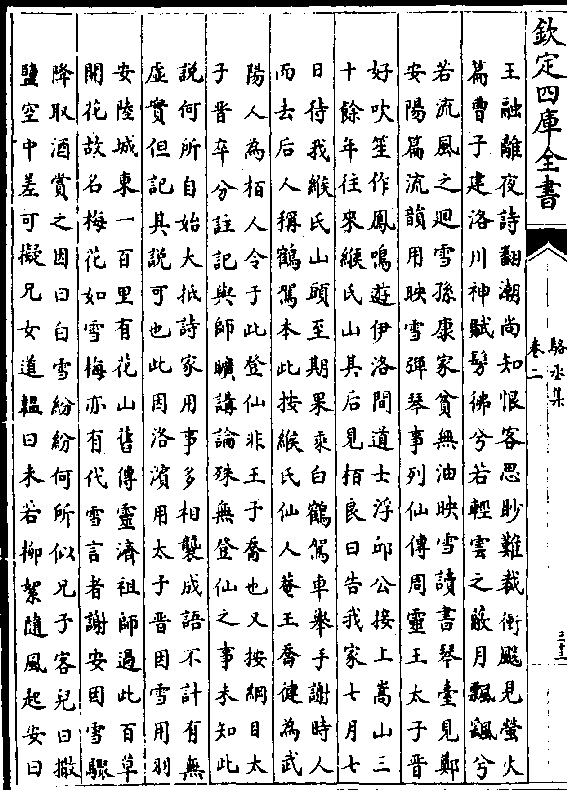 欽定四庫全書
駱丞集
卷二
王融離夜詩翻潮尚知恨客思眇難裁衝飈見螢火
篇曹子建洛川神賦髣彿兮若輕雲之蔽月飄颻兮
若流風之迴雪孫康家貧無油映雪讀書琴臺見鄭
安陽篇流韻用映雪彈琴事列仙傳周靈王太子晉
好吹笙作鳳鳴遊伊洛間道士浮邱公接上嵩山三
十餘年往來緱氏山其后見栢良曰告我家七月七
日待我緱氏山頭至期果乘白鶴駕車舉手謝時人
而去后人稱鶴駕本此按緱氏仙人菴王喬健為武
陽人為栢人令于此登仙非王子喬也又按綱目太
子晉卒分註記與師曠講論殊無登仙之事未知此
說何所自始大抵詩家用事多相襲成語不計有無
虛實但記其說可也此因洛濱用太子晉因雪用羽
安陸城東一百里有花山舊傳靈濟祖師過此百草
開花故名梅花如雪梅亦有代雪言者謝安因雪驟
降取酒賞之因曰白雪紛紛何所似兄子客兒曰撒
鹽空中差可擬兄女道韞曰未若柳絮隨風起安曰